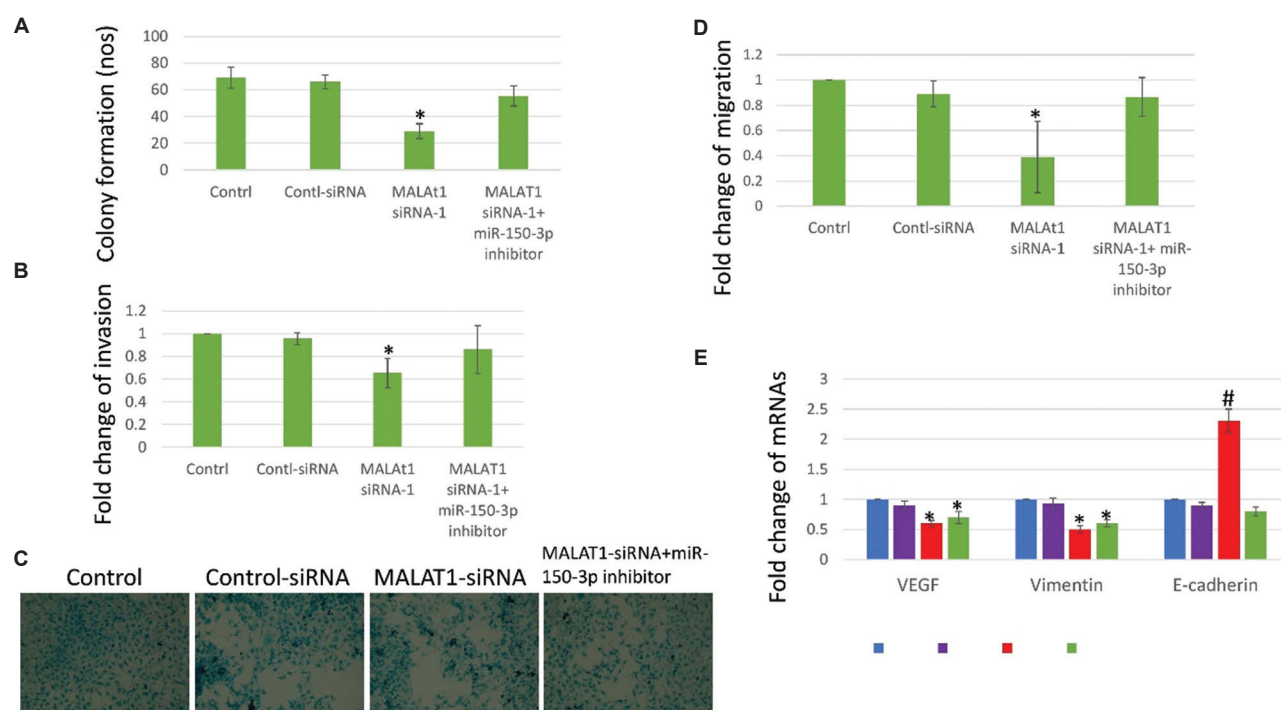 A
Colony formation (nos)
100
80
60
40
20
0
*
Contrl
Contl-siRNA
MALAt1
siRNA-1
MALAT1
siRNA-1+
miR-150-3p
inhibitor
B
Fold change of invasion
1.2
1
0.8
0.6
0.4
0.2
0
*
Contrl
Contl-siRNA
MALAt1
siRNA-1
MALAT1
siRNA-1+
miR-150-3p
inhibitor
C
Control
Control-siRNA
MALAT1-siRNA
MALAT1-siRNA+miR-
150-3p inhibitor
D
Fold change of migration
1.2
1
0.8
0.6
0.4
0.2
0
*
Contrl
Contl-siRNA
MALAt1
siRNA-1
MALAT1
siRNA-1+ miR-
150-3p
inhibitor
E
Fold change of mRNAs
3
2.5
2
1.5
1
0.5
0
* *
* *
#
VEGF
Vimentin
E-cadherin